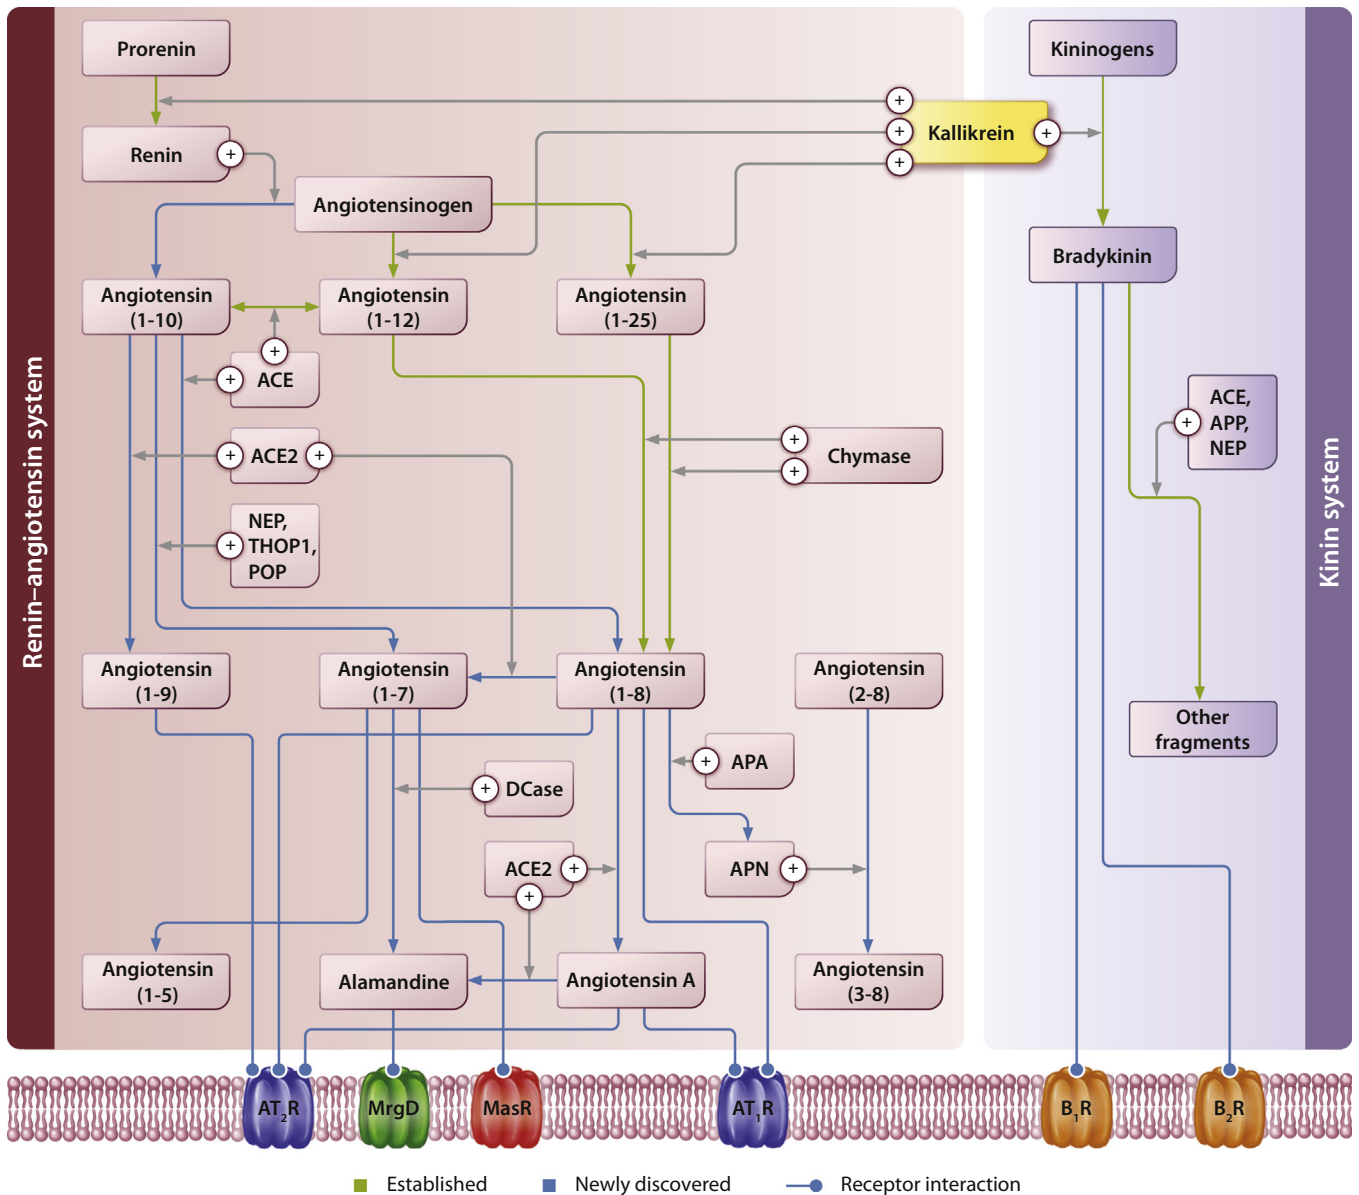 Renin–angiotensin system
Prorenin
Kininogens
+
Kallikrein
+
+
+
Renin
+
Angiotensinogen
Bradykinin
Angiotensin
(1-10)
Angiotensin
(1-12)
Angiotensin
(1-25)
+
+
ACE
ACE,
APP,
NEP
+
+
ACE2
+
+
+
Chymase
+
NEP,
THOP1,
POP
Kinin system
Angiotensin
(1-9)
Angiotensin
(1-7)
Angiotensin
(1-8)
Angiotensin
(2-8)
Other
fragments
+
APA
+
DCase
ACE2
+
+
APN
+
Angiotensin
(1-5)
Alamandine
Angiotensin A
Angiotensin
(3-8)
AT2R
MrgD
MasR
AT1R
B1R
B2R
Established
Newly discovered
Receptor interaction